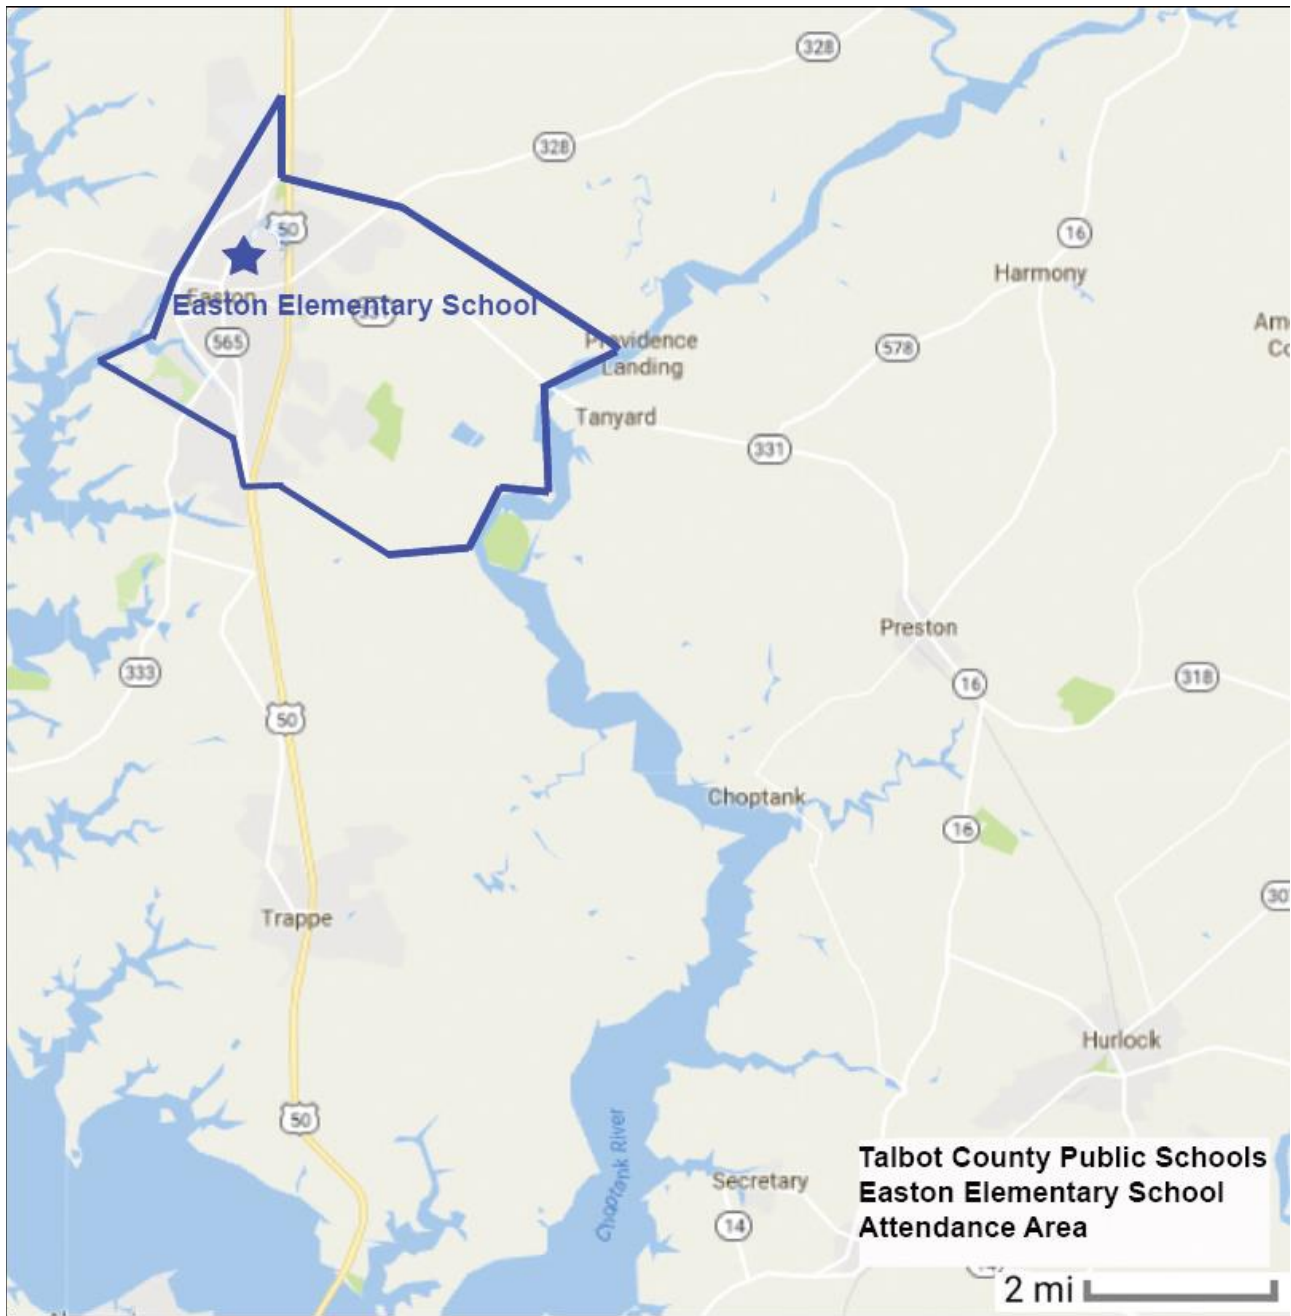 328
328
50
16
Harmony
Easton
Easton Elementary School
331
565
Providence
Landing
578
Tanyard
331
Preston
333
16
318
50
Choptank
16
Trappe
Hurlock
50
Choptank River
Secretary
14
Talbot County Public Schools
Easton Elementary School
Attendance Area
2 mi